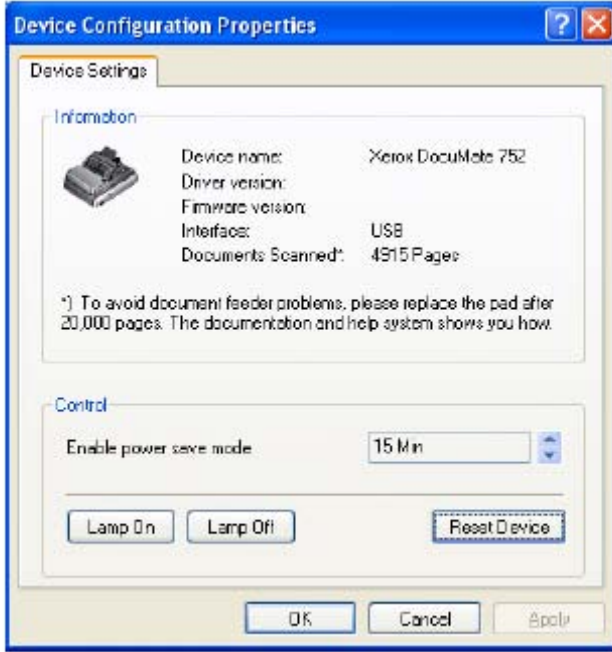 Device Configuration Properties
Device Settings
Information
Device name: Xerox DocuMate 752
Driver version:
Firmware version:
Interface: USB
Documents Scanned*: 4915 Pages
*) To avoid document feeder problems, please replace the pad after
20,000 pages. The documentation and help system shows you how.
Control
Enable power save mode 15 Min
Lamp On Lamp Off Reset Device
OK Cancel Apply